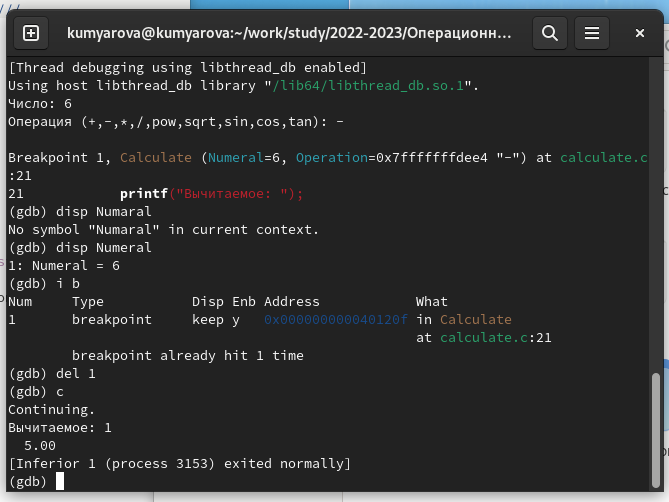 kumyarova@kumyarova:~/work/study/2022-2023/Операционн...
[Thread debugging using libthread_db enabled]
Using host libthread_db library "/lib64/libthread_db.so.1".
Число: 6
Операция (+,-,*,/,pow,sqrt,sin,cos,tan): -
Breakpoint 1, Calculate (Numeral=6, Operation=0x7fffffffdee4 "-") at calculate.c
:21
21 printf("Вычитаемое: ");
(gdb) disp Numaral
No symbol "Numaral" in current context.
(gdb) disp Numeral
1: Numeral = 6
(gdb) i b
Num Type Disp Enb Address What
1 breakpoint keep y 0x000000000040120f in Calculate
at calculate.c:21
breakpoint already hit 1 time
(gdb) del 1
(gdb) c
Continuing.
Вычитаемое: 1
5.00
[Inferior 1 (process 3153) exited normally]
(gdb)